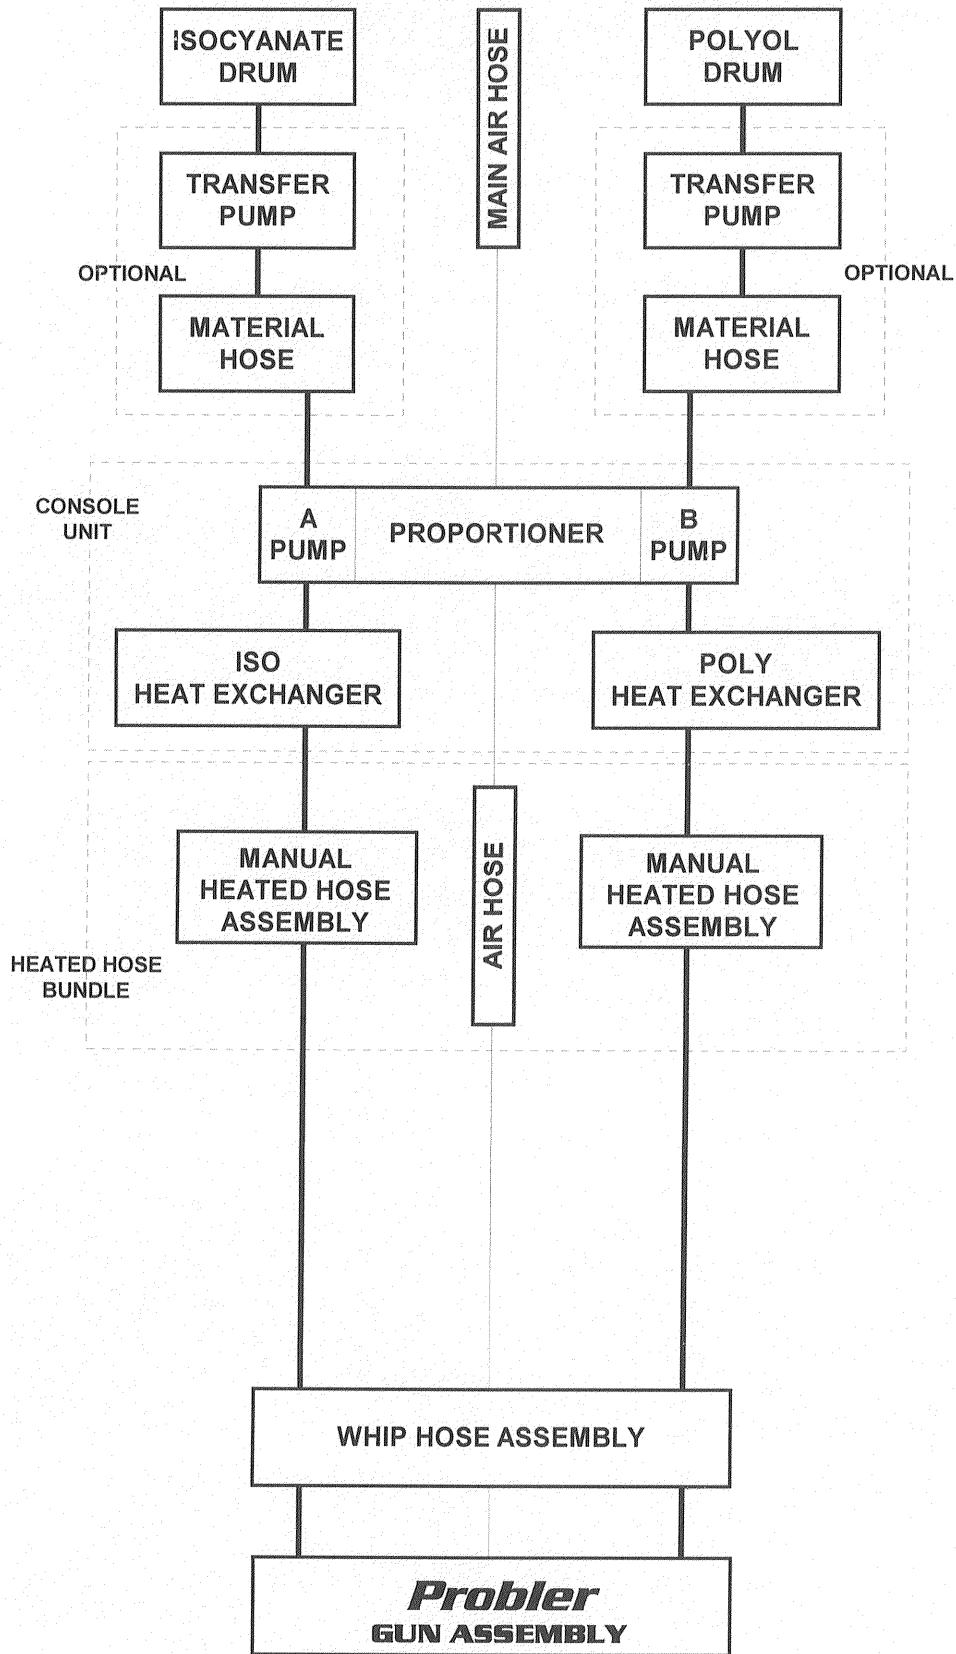 ISOCYANATE
DRUM
MAIN AIR HOSE
POLYOL
DRUM
TRANSFER
PUMP
TRANSFER
PUMP
OPTIONAL
OPTIONAL
MATERIAL
HOSE
MATERIAL
HOSE
CONSOLE
UNIT
A
PUMP
PROPORTIONER
B
PUMP
ISO
HEAT EXCHANGER
POLY
HEAT EXCHANGER
MANUAL
HEATED HOSE
ASSEMBLY
AIR HOSE
MANUAL
HEATED HOSE
ASSEMBLY
HEATED HOSE
BUNDLE
WHIP HOSE ASSEMBLY
Probler
GUN ASSEMBLY